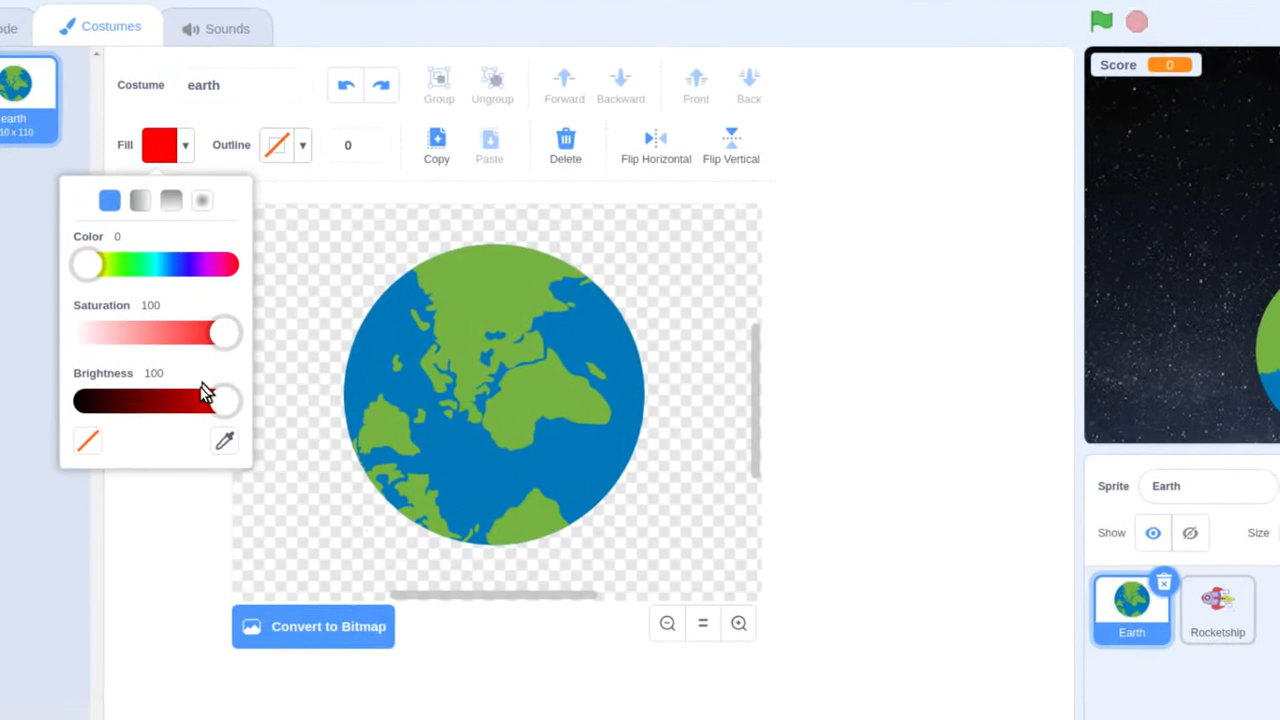 ode
Costumes
Sounds
Score 0
earth
10 x 110
Costume earth
Group
Ungroup
Forward
Backward
Front
Back
Fill
Outline
0
Copy
Paste
Delete
Flip Horizontal
Flip Vertical
Color 0
Saturation 100
Brightness 100
Convert to Bitmap
Sprite Earth
Show
Size
Earth
Rocketship